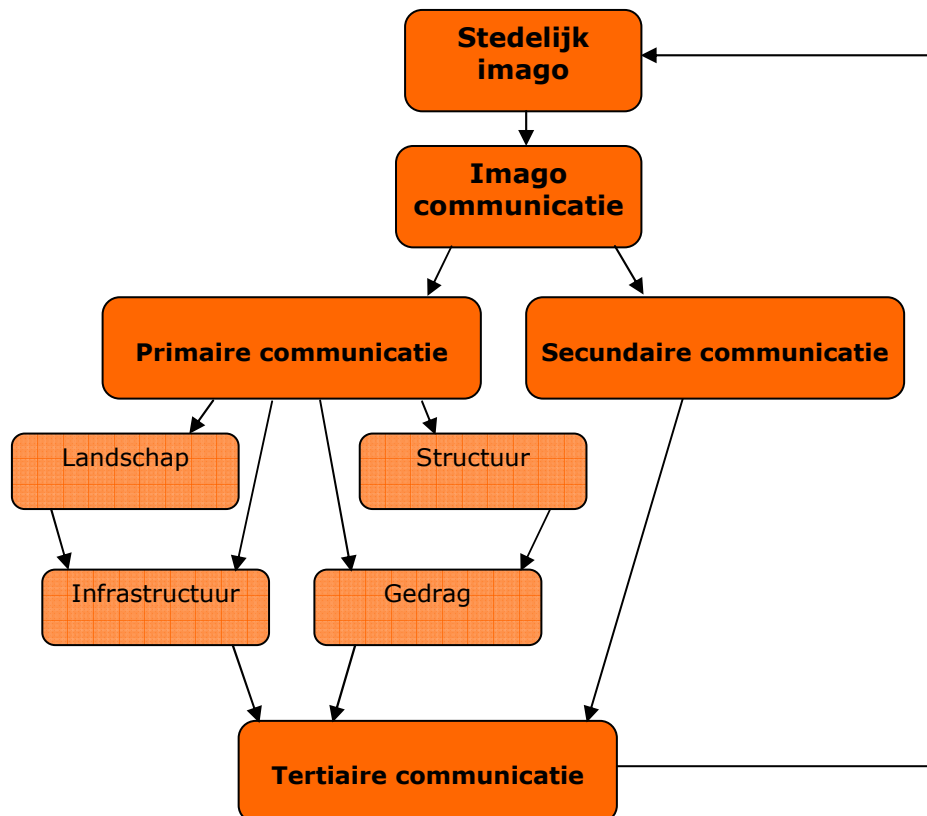 Stedelijk
imago
Imago
communicatie
Primaire communicatie
Secundaire communicatie
Landschap
Structuur
Infrastructuur
Gedrag
Tertiaire communicatie